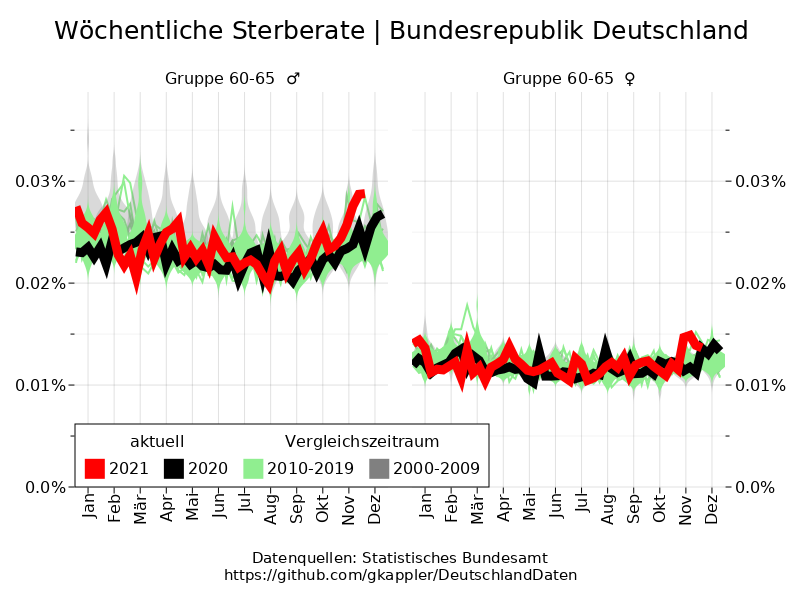 Wöchentliche Sterberate | Bundesrepublik Deutschland
Gruppe 60-65 ♂
Gruppe 60-65 ♀
0.03%
0.02%
0.01%
0.0%
0.03%
0.02%
0.01%
0.0%
aktuell Vergleichszeitraum
2021 2020 2010-2019 2000-2009
Jan Feb Mär Apr Mai Jun Jul Aug Sep Okt Nov Dez
Jan Feb Mär Apr Mai Jun Jul Aug Sep Okt Nov Dez
Datenquellen: Statistisches Bundesamt
https://github.com/gkappler/DeutschlandDaten